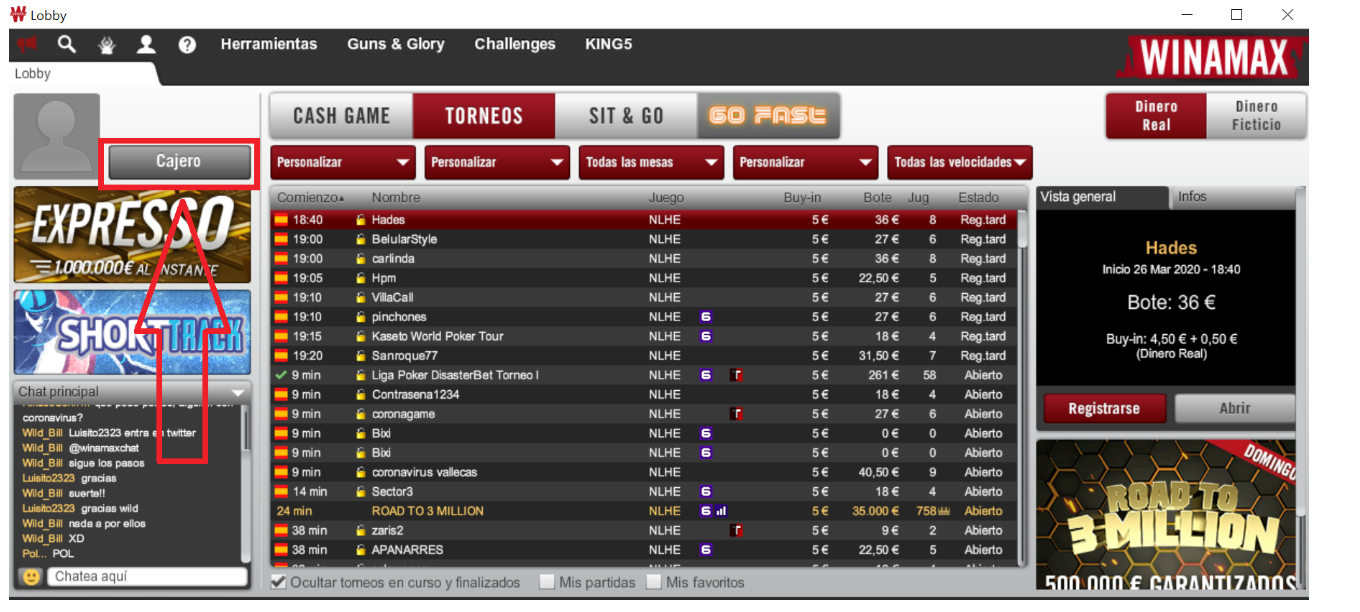 Lobby
Herramientas Guns & Glory Challenges KING5
WINAMAX
Lobby
CASH GAME TORNEOS SIT & GO GO FAST
Dinero Real
Dinero Ficticio
Cajero
Personalizar Personalizar Todas las mesas Personalizar Todas las velocidades
EXPRESSO
1.000.000€ AL INSTANTE
SHORT TRACK
Comienzo Nombre Juego Buy-in Bote Jug Estado
18:40 Hades NLHE 5 € 36 € 8 Reg.tard
19:00 BelularStyle NLHE 5 € 27 € 6 Reg.tard
19:00 carlinda NLHE 5 € 36 € 8 Reg.tard
19:05 Hpm NLHE 5 € 22,50 € 5 Reg.tard
19:10 VillaCall NLHE 5 € 27 € 6 Reg.tard
19:10 pinchones NLHE 6 5 € 27 € 6 Reg.tard
19:15 Kaseto World Poker Tour NLHE 6 5 € 18 € 4 Reg.tard
19:20 Sanroque77 NLHE 5 € 31,50 € 7 Reg.tard
9 min Liga Poker DisasterBet Torneo I NLHE 6 T 5 € 261 € 58 Abierto
9 min Contrasena1234 NLHE 5 € 18 € 4 Abierto
9 min coronagame NLHE T 5 € 27 € 6 Abierto
9 min Bixi NLHE 6 5 € 0 € 0 Abierto
9 min Bixi NLHE 6 5 € 0 € 0 Abierto
9 min coronavirus vallecas NLHE 5 € 40,50 € 9 Abierto
14 min Sector3 NLHE 6 5 € 18 € 4 Abierto
24 min ROAD TO 3 MILLION NLHE 6 5 € 35.000 € 758 Abierto
38 min zaris2 NLHE T 5 € 9 € 2 Abierto
38 min APANARRES NLHE 6 5 € 22,50 € 5 Abierto
Ocultar torneos en curso y finalizados Mis partidas Mis favoritos
Chat principal
coronavirus?
Wild_Bill Luisito2323 entra en twitter
Wild_Bill @winamaxchat
Wild_Bill sigue los pasos
Luisito2323 gracias
Wild_Bill suerte!!
Luisito2323 gracias wild
Wild_Bill nada a por ellos
Wild_Bill XD
Pol... POL
Chatea aquí
Vista general Infos
Hades
Inicio 26 Mar 2020 - 18:40
Bote: 36 €
Buy-in: 4,50 € + 0,50 €
(Dinero Real)
Registrarse Abrir
DOMINGO
ROAD TO
3 MILLION
500.000 € GARANTIZADOS